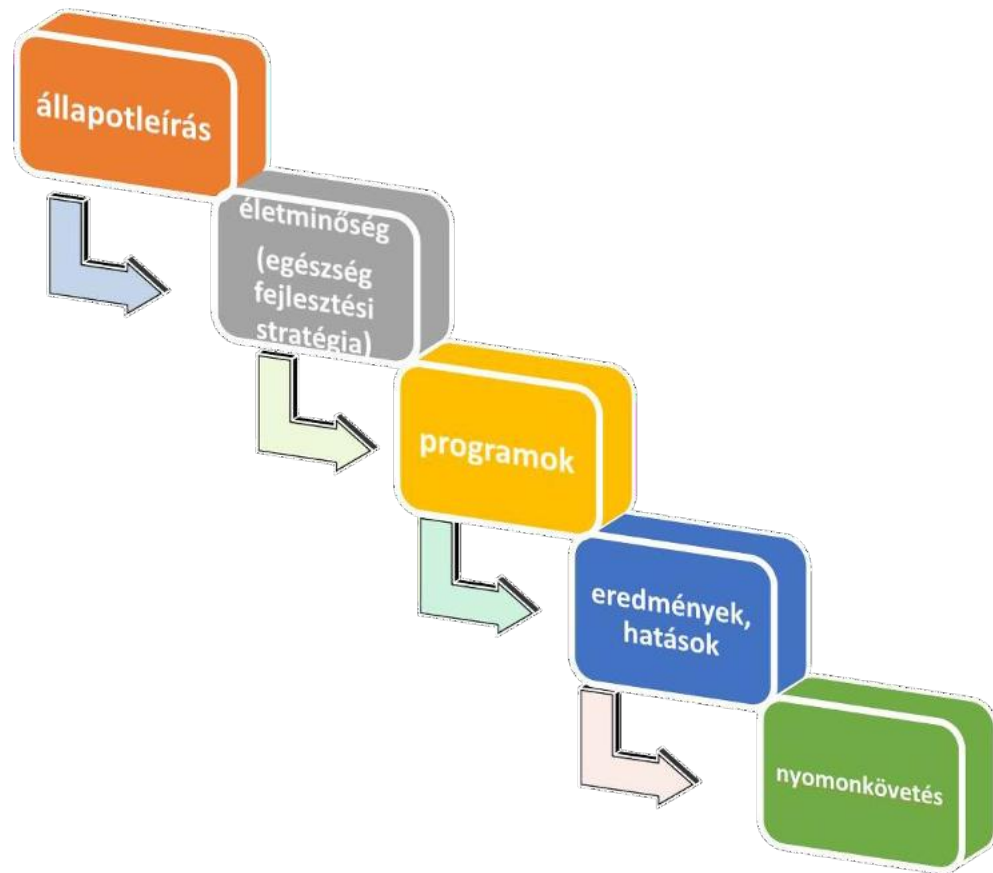 állapotleírás
életminőség
(egészség
fejlesztési
stratégia)
programok
eredmények,
hatások
nyomonkövetés